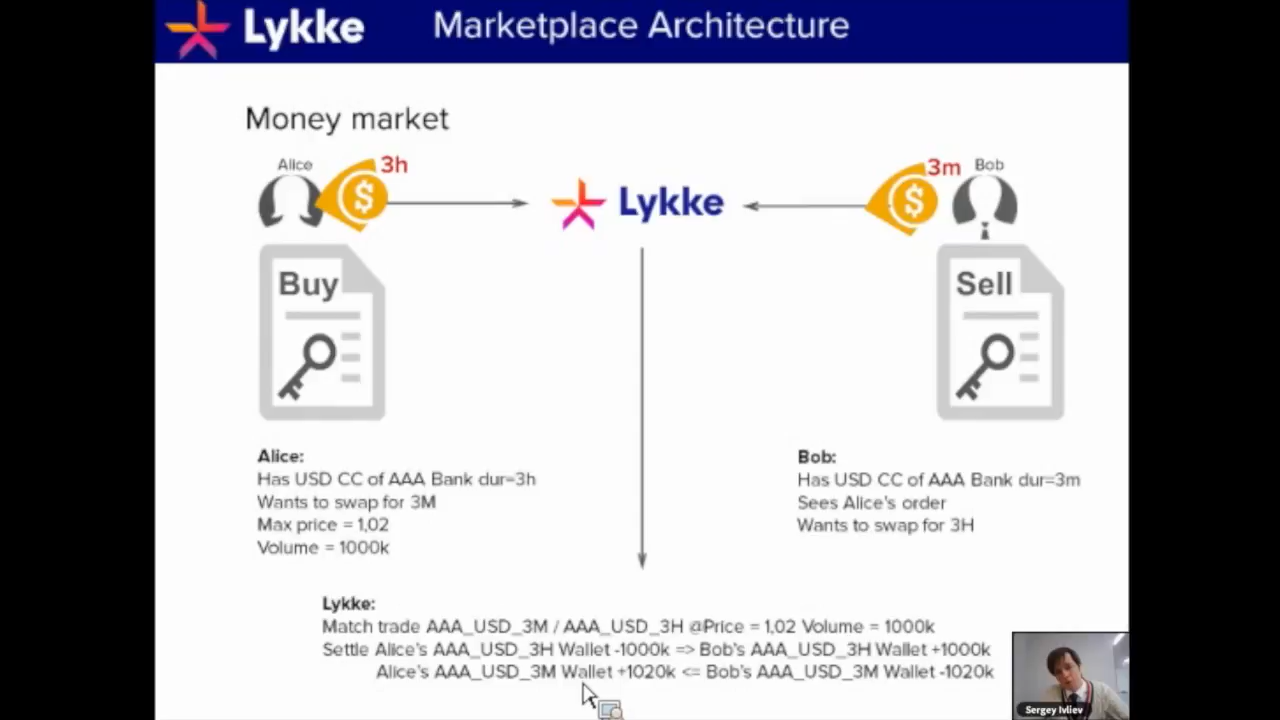 Lykke Marketplace Architecture
Money market
Alice 3h
3m Bob
Lykke
Buy
Sell
Alice:
Has USD CC of AAA Bank dur=3h
Wants to swap for 3M
Max price = 1,02
Volume = 1000k
Bob:
Has USD CC of AAA Bank dur=3m
Sees Alice's order
Wants to swap for 3H
Lykke:
Match trade AAA_USD_3M / AAA_USD_3H @Price = 1,02 Volume = 1000k
Settle Alice's AAA_USD_3H Wallet -1000k => Bob's AAA_USD_3H Wallet +1000k
Alice's AAA_USD_3M Wallet +1020k <= Bob's AAA_USD_3M Wallet -1020k
Sergey Ivliev